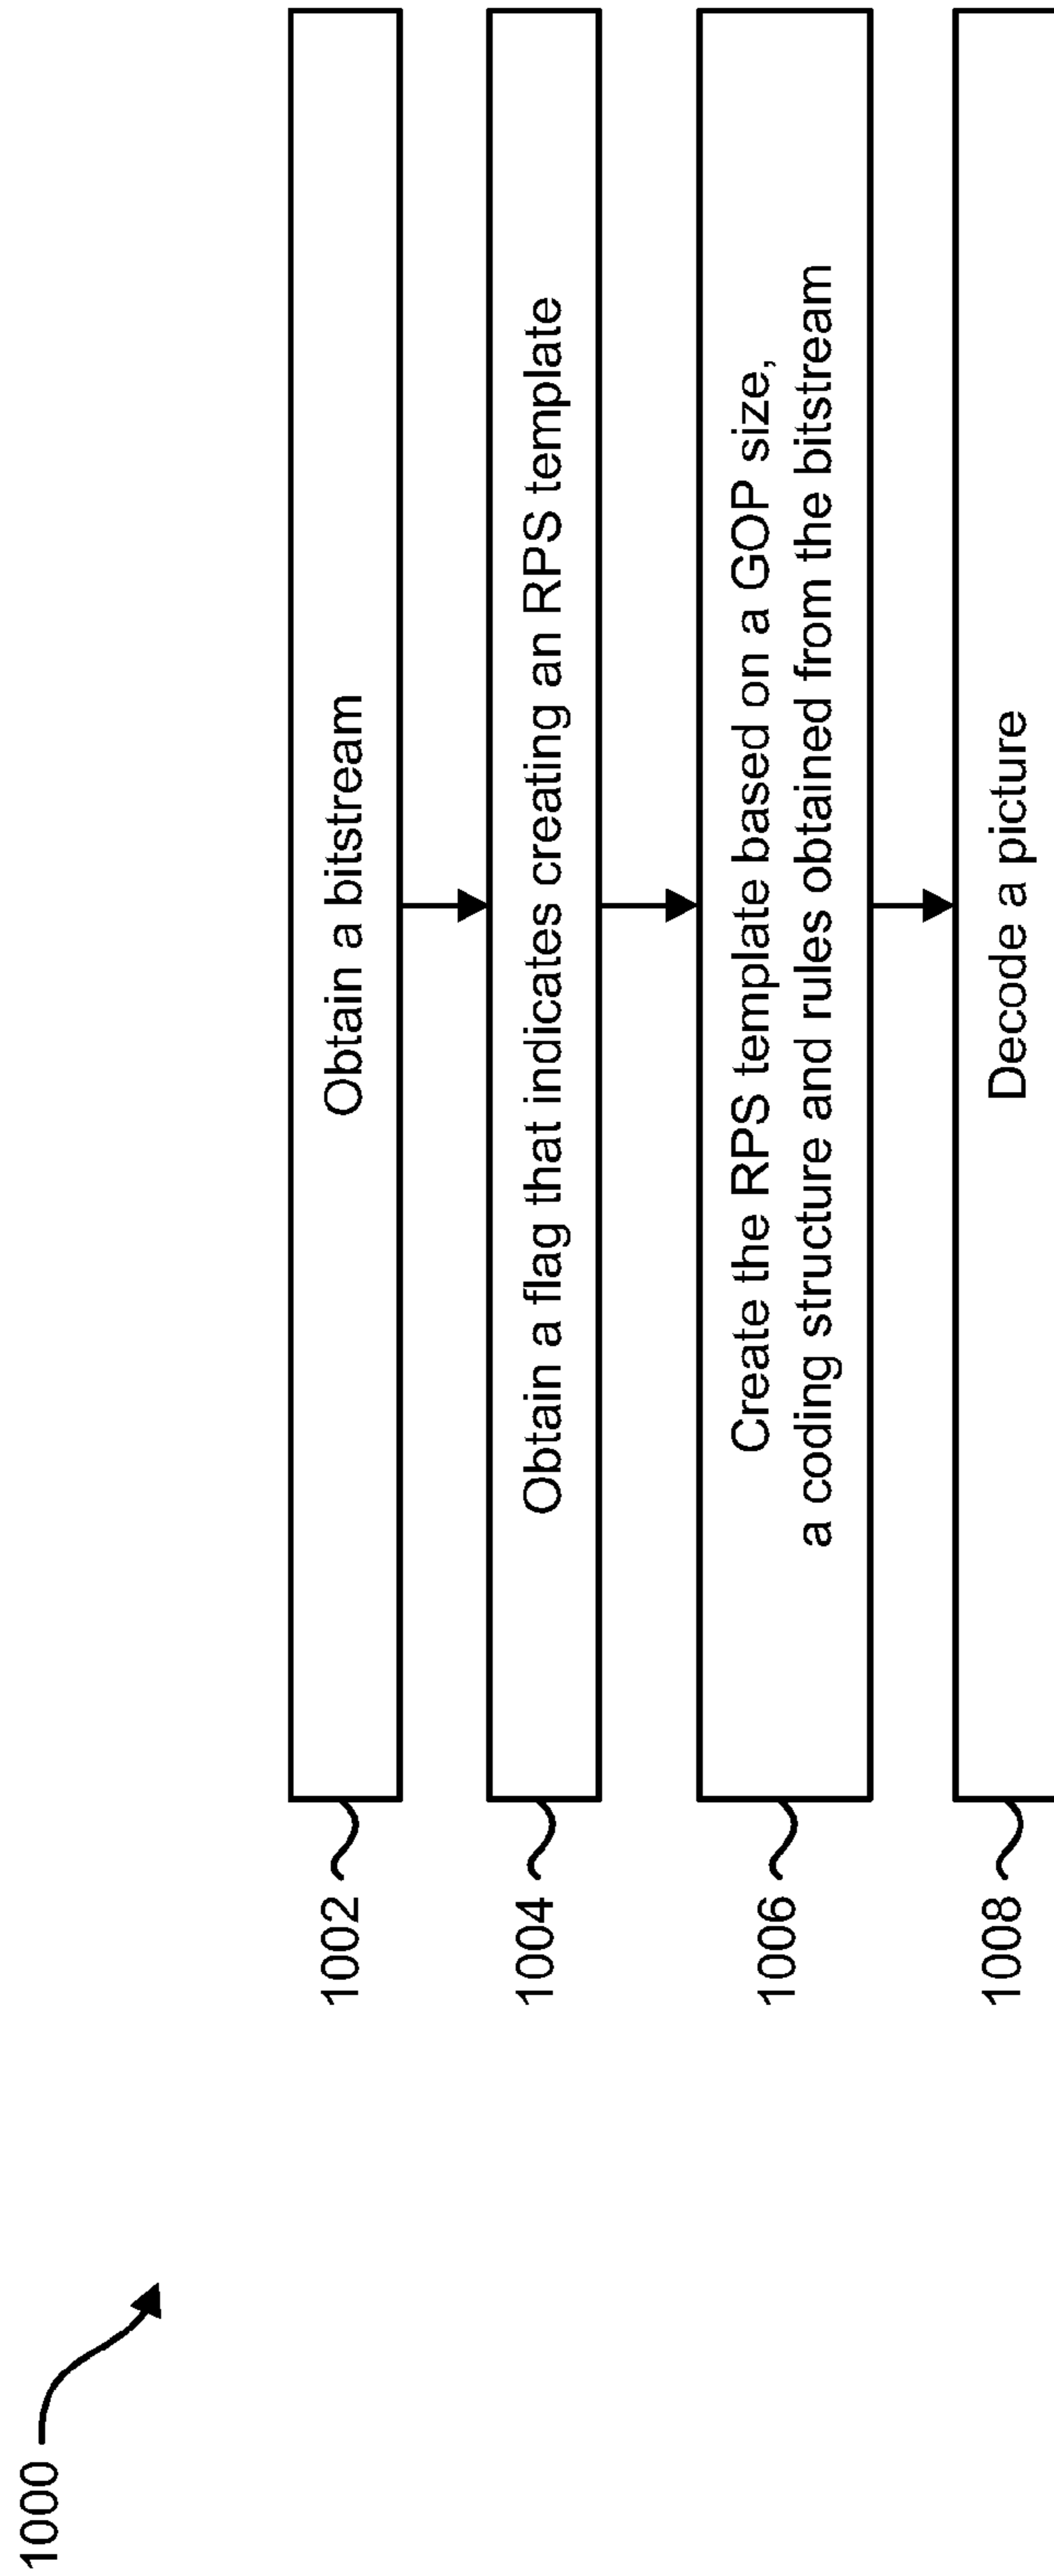 1000
1002
Obtain a bitstream
1004
Obtain a flag that indicates creating an RPS template
1006
Create the RPS template based on a GOP size,
a coding structure and rules obtained from the bitstream
1008
Decode a picture